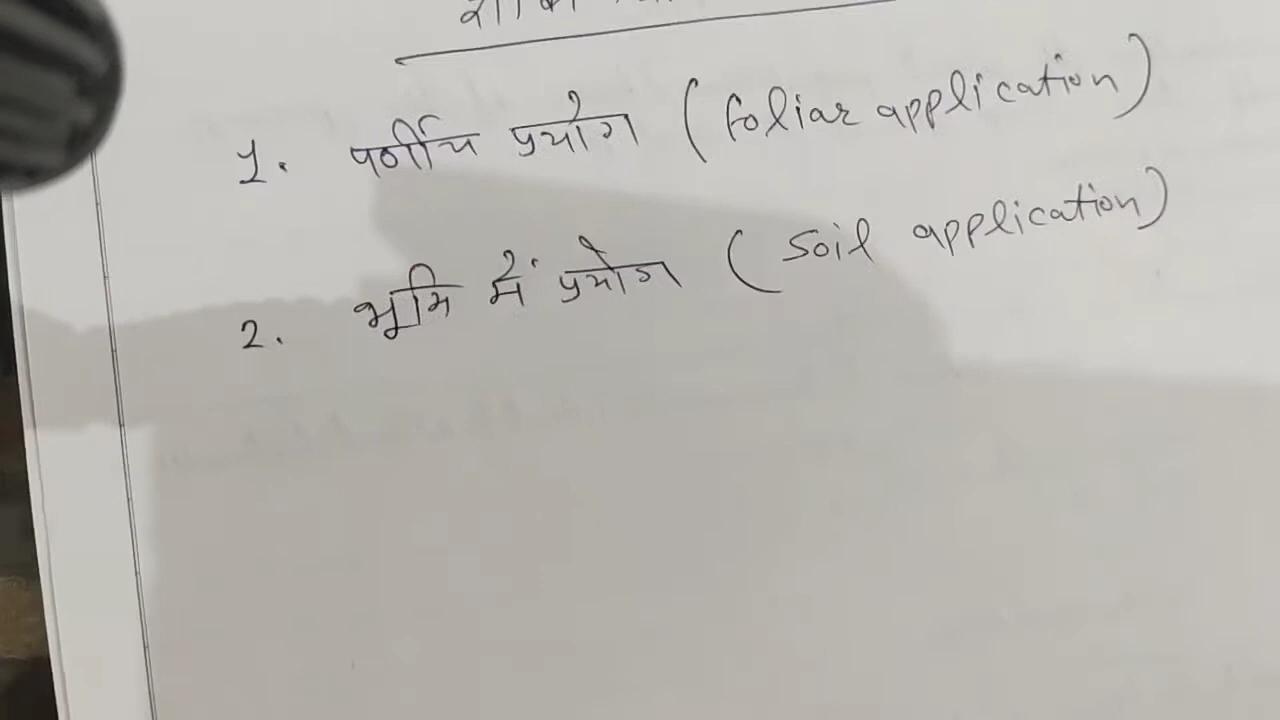 1. पर्णीय प्रयोग (foliar application)
2. भूमि में प्रयोग (soil application)